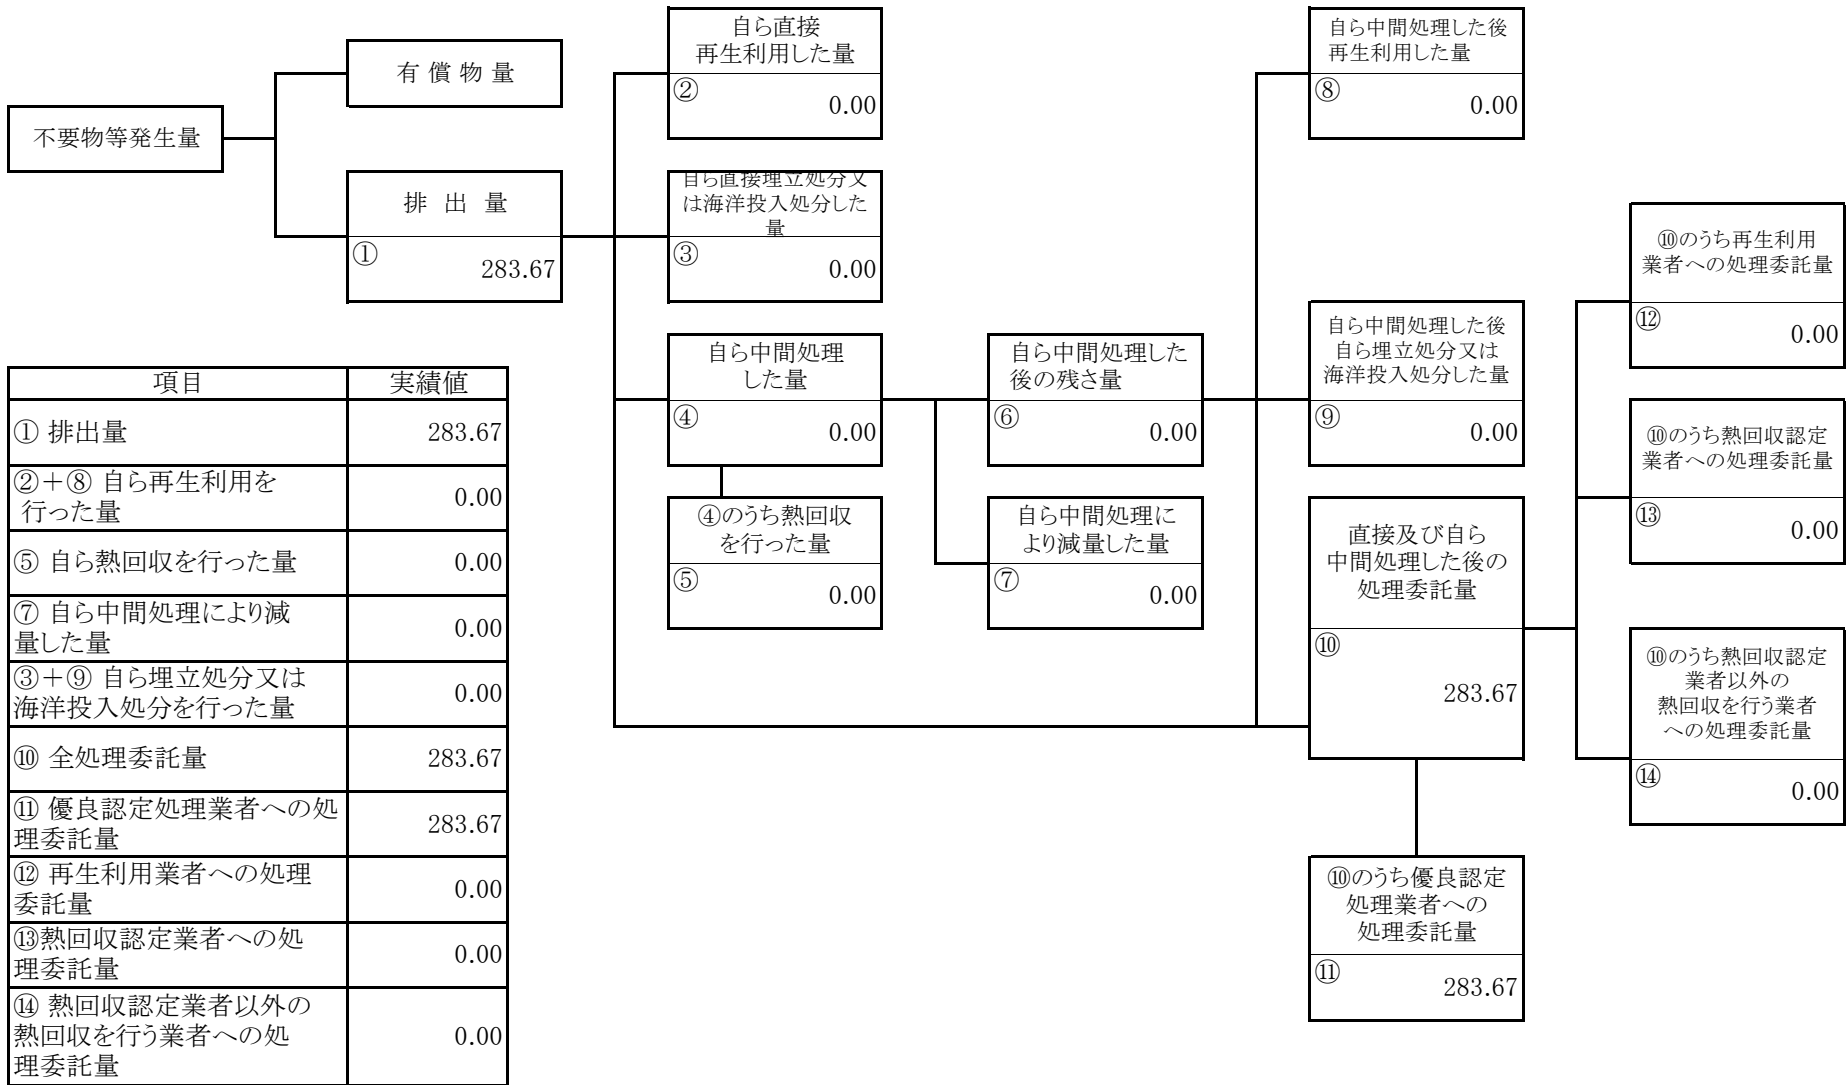 不要物等発生量
有償物量
排出量
①
283.67
自ら直接
再生利用した量
②
0.00
自ら直接埋立処分又
は海洋投入処分した
量
③
0.00
自ら中間処理
した量
④
0.00
④のうち熱回収
を行った量
⑤
0.00
自ら中間処理した
後の残さ量
⑥
0.00
自ら中間処理に
より減量した量
⑦
0.00
自ら中間処理した後
再生利用した量
⑧
0.00
自ら中間処理した後
自ら埋立処分又は
海洋投入処分した量
⑨
0.00
直接及び自ら
中間処理した後の
処理委託量
⑩
283.67
⑩のうち優良認定
処理業者への
処理委託量
⑪
283.67
⑩のうち再生利用
業者への処理委託量
⑫
0.00
⑩のうち熱回収認定
業者への処理委託量
⑬
0.00
⑩のうち熱回収認定
業者以外の
熱回収を行う業者
への処理委託量
⑭
0.00
項目 実績値
① 排出量 283.67
②+⑧ 自ら再生利用を
行った量 0.00
⑤ 自ら熱回収を行った量 0.00
⑦ 自ら中間処理により減
量した量 0.00
③+⑨ 自ら埋立処分又は
海洋投入処分を行った量 0.00
⑩ 全処理委託量 283.67
⑪ 優良認定処理業者への処
理委託量 283.67
⑫ 再生利用業者への処理
委託量 0.00
⑬熱回収認定業者への処
理委託量 0.00
⑭ 熱回収認定業者以外の
熱回収を行う業者への処
理委託量 0.00